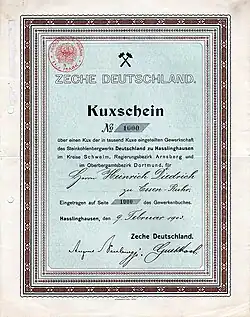 ZECHE DEUTSCHLAND.
Kuxschein
No 1000
über einen Kux der in tausend Kuxe eingeteilten Gewerkschaft
des Steinkohlenbergwerks Deutschland zu Hasslinghausen
im Kreise Schwelm, Regierungsbezirk Arnsberg und
im Oberbergamtsbezirk Dortmund, für
Herrn Heinrich Diedrich
zu Essen-Ruhr.
Eingetragen auf Seite 1000 des Gewerkenbuches.
Hasslinghausen, den 9. Februar
Zeche Deutschland.